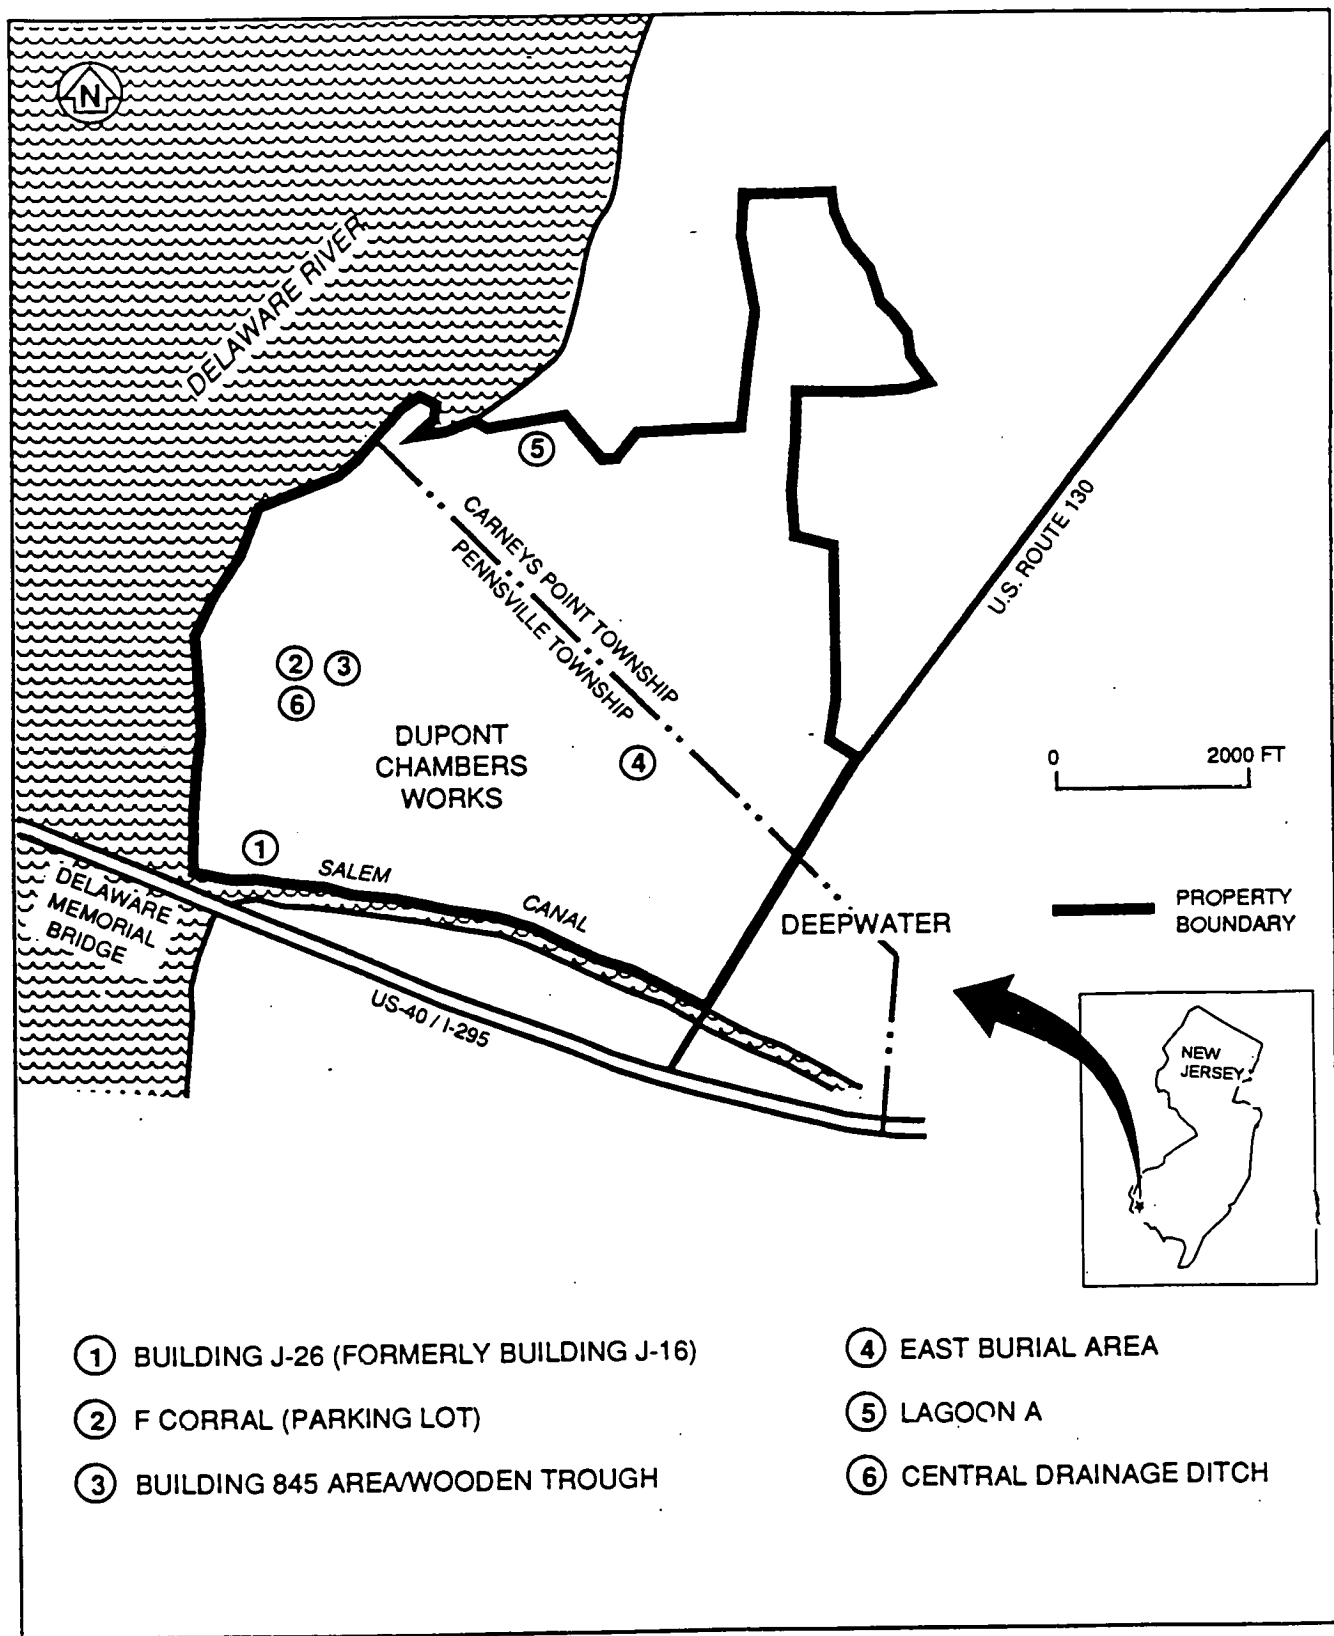 N
DELAWARE RIVER
5
CARNEYS POINT TOWNSHIP
PENNSVILLE TOWNSHIP
U.S. ROUTE 130
2 3
6
DUPONT
CHAMBERS
WORKS
4
0 2000 FT
1
SALEM
CANAL
DELAWARE
MEMORIAL
BRIDGE
US-40 / I-295
DEEPWATER
PROPERTY
BOUNDARY
NEW
JERSEY
1 BUILDING J-26 (FORMERLY BUILDING J-16)
2 F CORRAL (PARKING LOT)
3 BUILDING 845 AREA/WOODEN TROUGH
4 EAST BURIAL AREA
5 LAGOON A
6 CENTRAL DRAINAGE DITCH